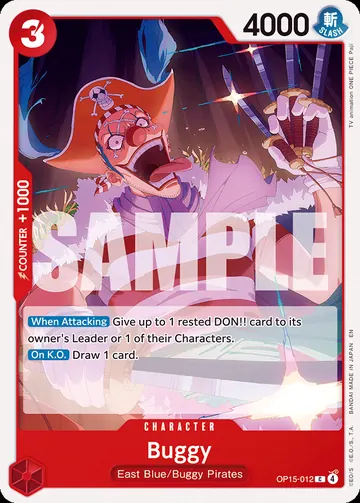 3
4000
斬
SLASH
TV animation ONE PIECE Pjt
COUNTER +1000
SAMPLE
When Attacking Give up to 1 rested DON!! card to its
owner's Leader or 1 of their Characters.
On K.O. Draw 1 card.
CHARACTER
Buggy
East Blue/Buggy Pirates
OP15-012 C 4
©E/S ©E.O./S., T.A. BANDAI MADE IN JAPAN EN